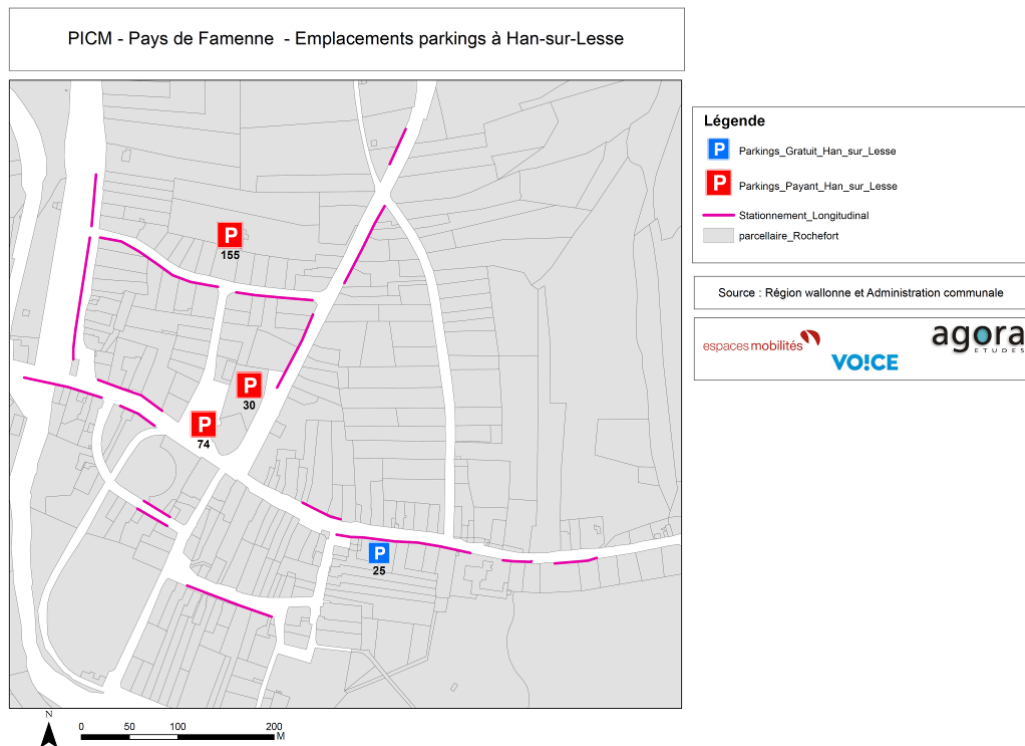 PICM - Pays de Famenne - Emplacements parkings à Han-sur-Lesse
P
155
P
30
P
74
P
25
Légende
P Parkings_Gratuit_Han_sur_Lesse
P Parkings_Payant_Han_sur_Lesse
Stationnement_Longitudinal
parcellaire_Rochefort
Source : Région wallonne et Administration communale
espaces mobilités
VO!CE
agora
ETUDES
N
0 50 100 200
M